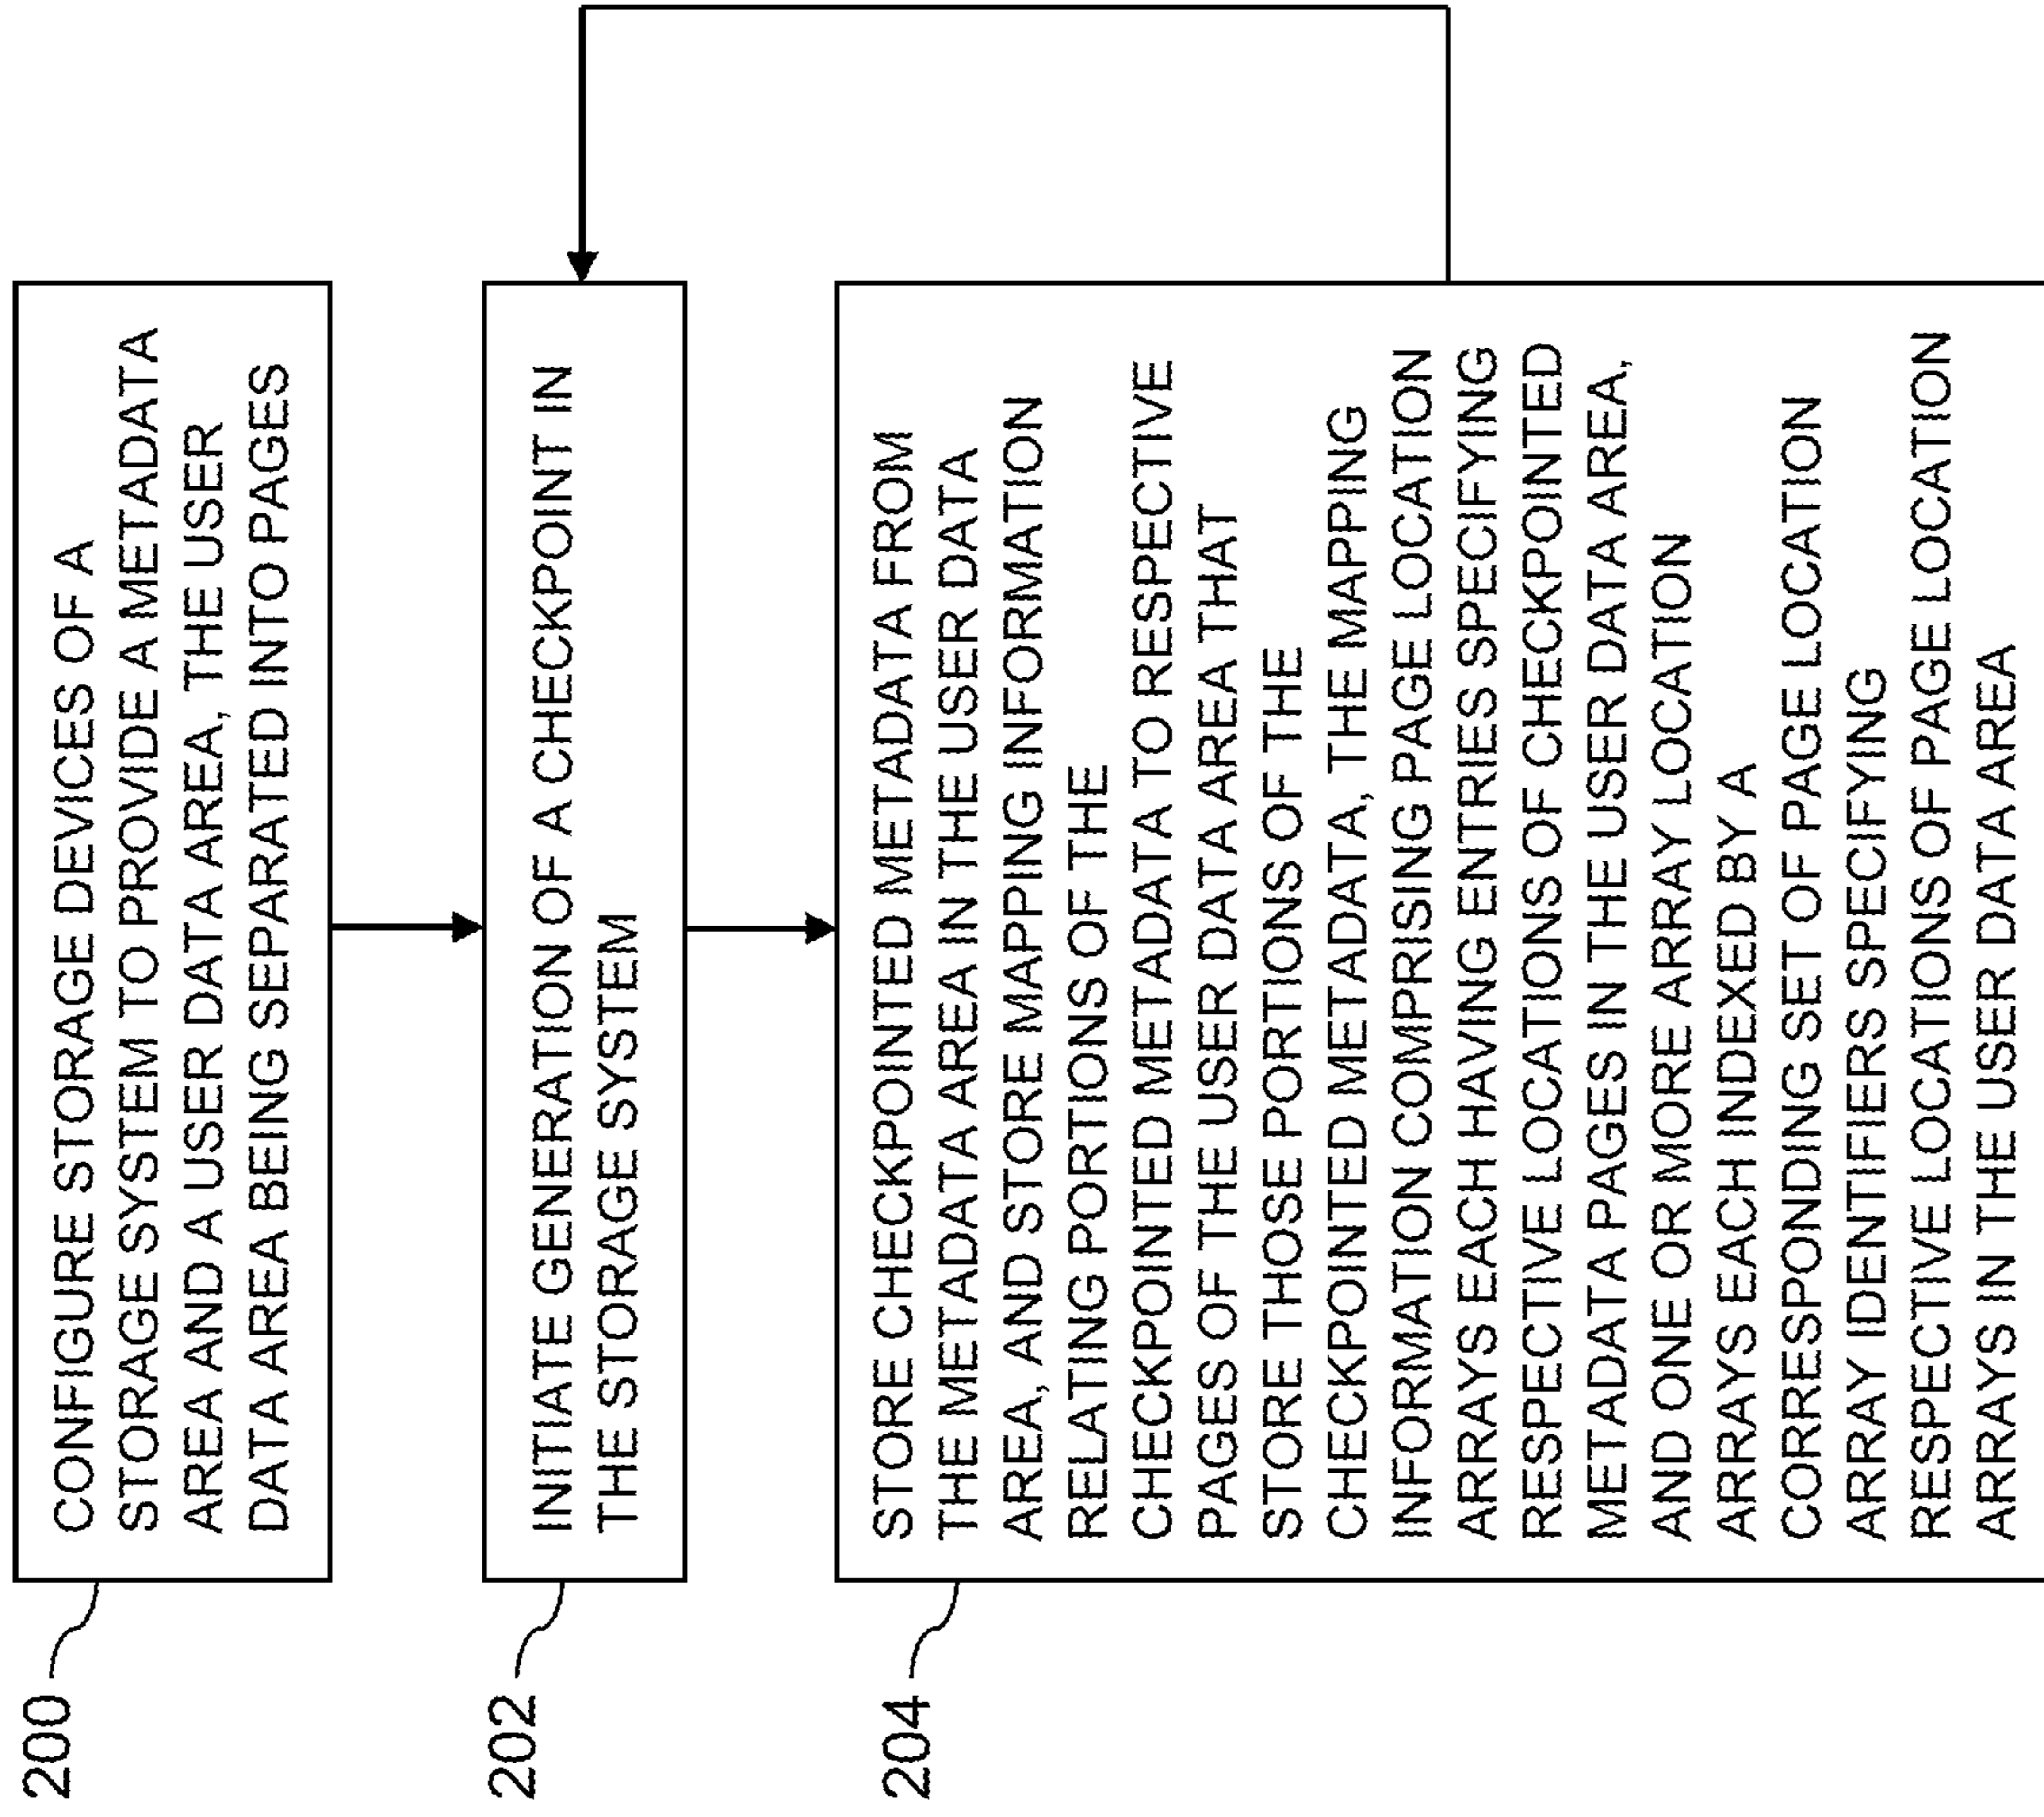 200
CONFIGURE STORAGE DEVICES OF A
STORAGE SYSTEM TO PROVIDE A METADATA
AREA AND A USER DATA AREA, THE USER
DATA AREA BEING SEPARATED INTO PAGES
202
INITIATE GENERATION OF A CHECKPOINT IN
THE STORAGE SYSTEM
204
STORE CHECKPOINTED METADATA FROM
THE METADATA AREA IN THE USER DATA
AREA, AND STORE MAPPING INFORMATION
RELATING PORTIONS OF THE
CHECKPOINTED METADATA TO RESPECTIVE
PAGES OF THE USER DATA AREA THAT
STORE THOSE PORTIONS OF THE
CHECKPOINTED METADATA, THE MAPPING
INFORMATION COMPRISING PAGE LOCATION
ARRAYS EACH HAVING ENTRIES SPECIFYING
RESPECTIVE LOCATIONS OF CHECKPOINTED
METADATA PAGES IN THE USER DATA AREA,
AND ONE OR MORE ARRAY LOCATION
ARRAYS EACH INDEXED BY A
CORRESPONDING SET OF PAGE LOCATION
ARRAY IDENTIFIERS SPECIFYING
RESPECTIVE LOCATIONS OF PAGE LOCATION
ARRAYS IN THE USER DATA AREA